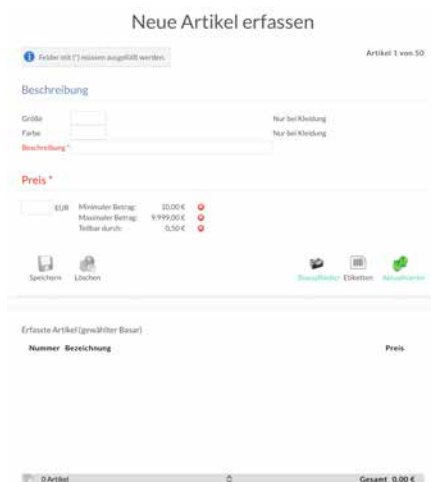 Neue Artikel erfassen
Felder mit (*) müssen ausgefüllt werden.
Artikel 1 von 50
Beschreibung
Größe Nur bei Kleidung
Farbe Nur bei Kleidung
Beschreibung *
Preis *
EUR Minimaler Betrag: 10,00 €
Maximaler Betrag: 9.999,00 €
Teilbar durch: 0,50 €
Speichern Löschen Etiketten Aktualisieren
Erfasste Artikel (gewählter Basar)
Nummer Bezeichnung Preis
0 Artikel Gesamt 0,00 €